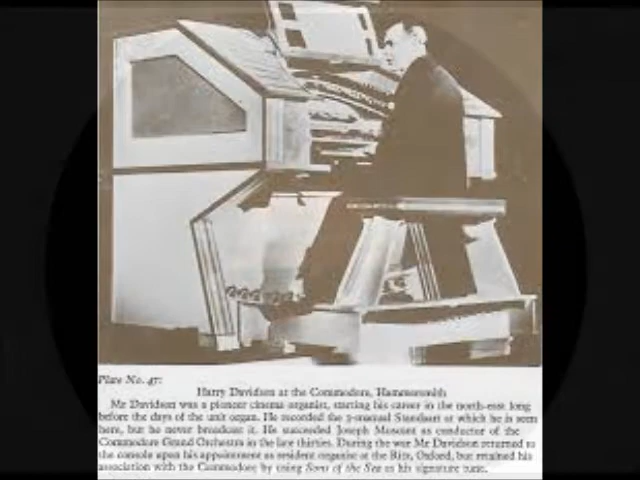 Plate No. 47:
Harry Davidson at the Commodore, Hammersmith
Mr Davidson was a pioneer cinema organist, starting his career in the north-east long
before the days of the unit organ. He recorded the 3-manual Standaart at which he is seen
here, but he never broadcast it. He succeeded Joseph Muscant as conductor of the
Commodore Grand Orchestra in the late thirties. During the war Mr Davidson returned to
the console upon his appointment as resident organist at the Ritz, Oxford, but retained his
association with the Commodore by using Sons of the Sea as his signature tune.